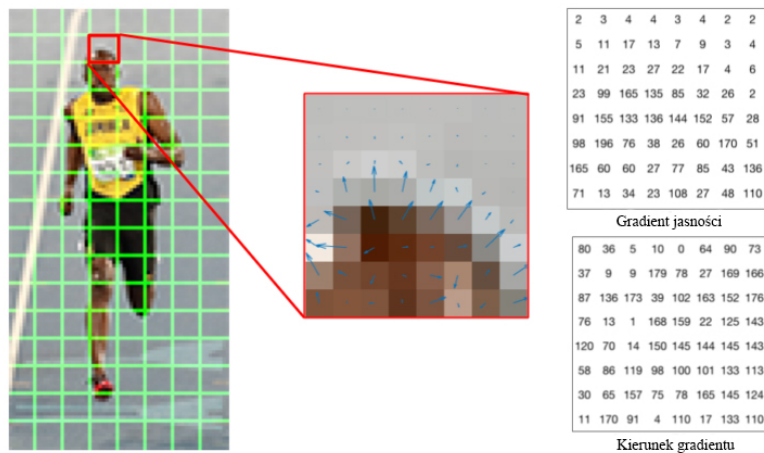 2 3 4 4 3 4 2 2
5 11 17 13 7 9 3 4
11 21 23 27 22 17 4 6
23 99 165 135 85 32 26 2
91 155 133 136 144 152 57 28
98 196 76 38 26 60 170 51
165 60 60 27 77 85 43 136
71 13 34 23 108 27 48 110
Gradient jasności
80 36 5 10 0 64 90 73
37 9 9 179 78 27 169 166
87 136 173 39 102 163 152 176
76 13 1 168 159 22 125 143
120 70 14 150 145 144 145 143
58 86 119 98 100 101 133 113
30 65 157 75 78 165 145 124
11 170 91 4 110 17 133 110
Kierunek gradientu